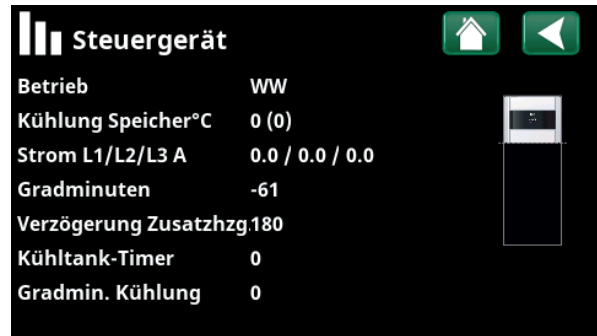 Steuergerät
Betrieb WW
Kühlung Speicher°C 0 (0)
Strom L1/L2/L3 A 0.0 / 0.0 / 0.0
Gradminuten -61
Verzögerung Zusatzhzg.180
Kühltank-Timer 0
Gradmin. Kühlung 0